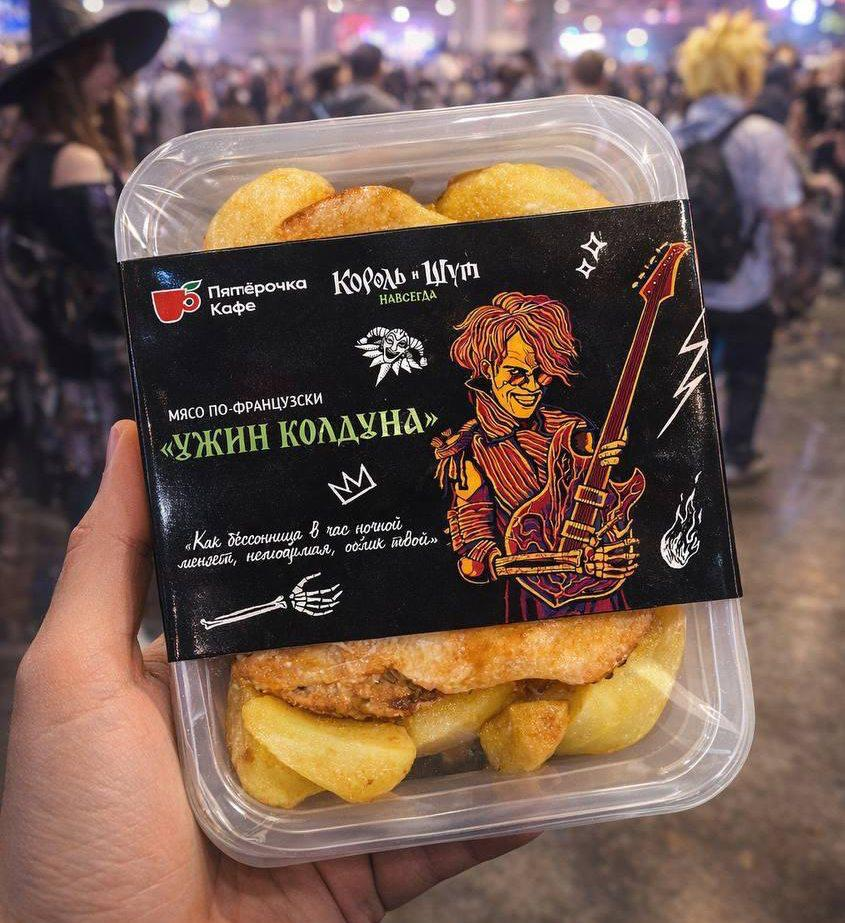 Пятёрочка
Кафе
Король и Шут
НАВСЕГДА
МЯСО ПО-ФРАНЦУЗСКИ
«УЖИН КОЛДУНА»
«Как бессонница в час ночной
меняет, нелюдимая, облик твой»